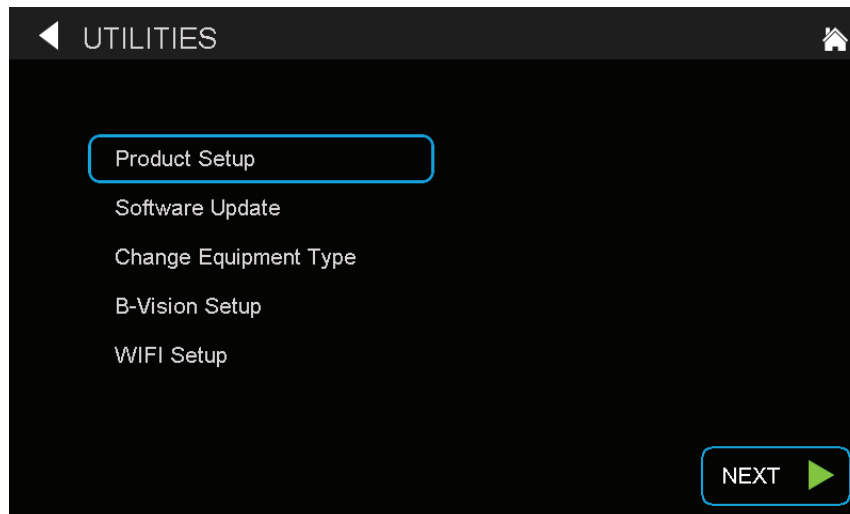 UTILITIES
Product Setup
Software Update
Change Equipment Type
B-Vision Setup
WIFI Setup
NEXT